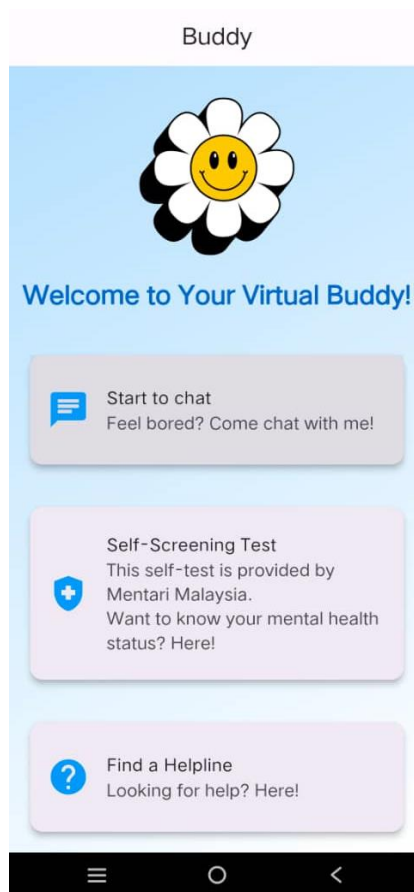 Buddy
Welcome to Your Virtual Buddy!
Start to chat
Feel bored? Come chat with me!
Self-Screening Test
This self-test is provided by
Mentari Malaysia.
Want to know your mental health
status? Here!
Find a Helpline
Looking for help? Here!